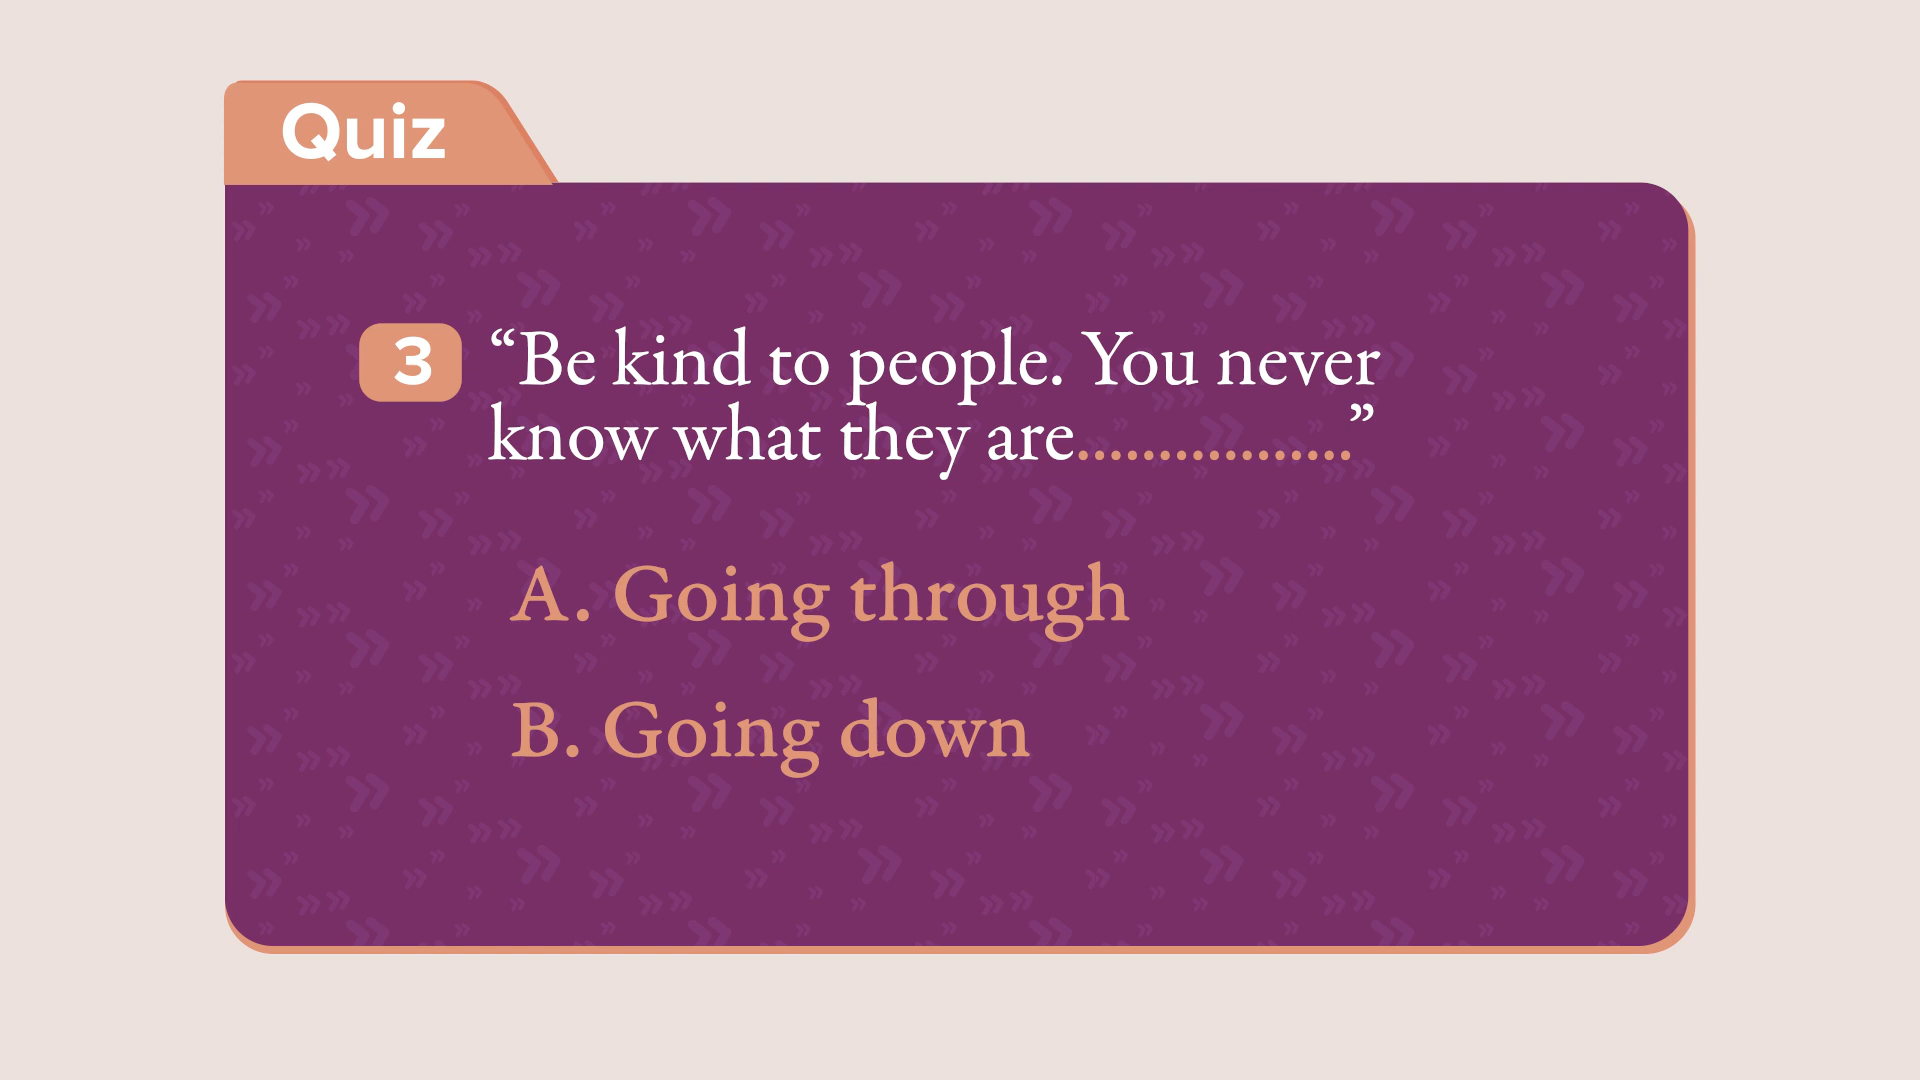 Quiz
3 “Be kind to people. You never
know what they are.................”
A. Going through
B. Going down